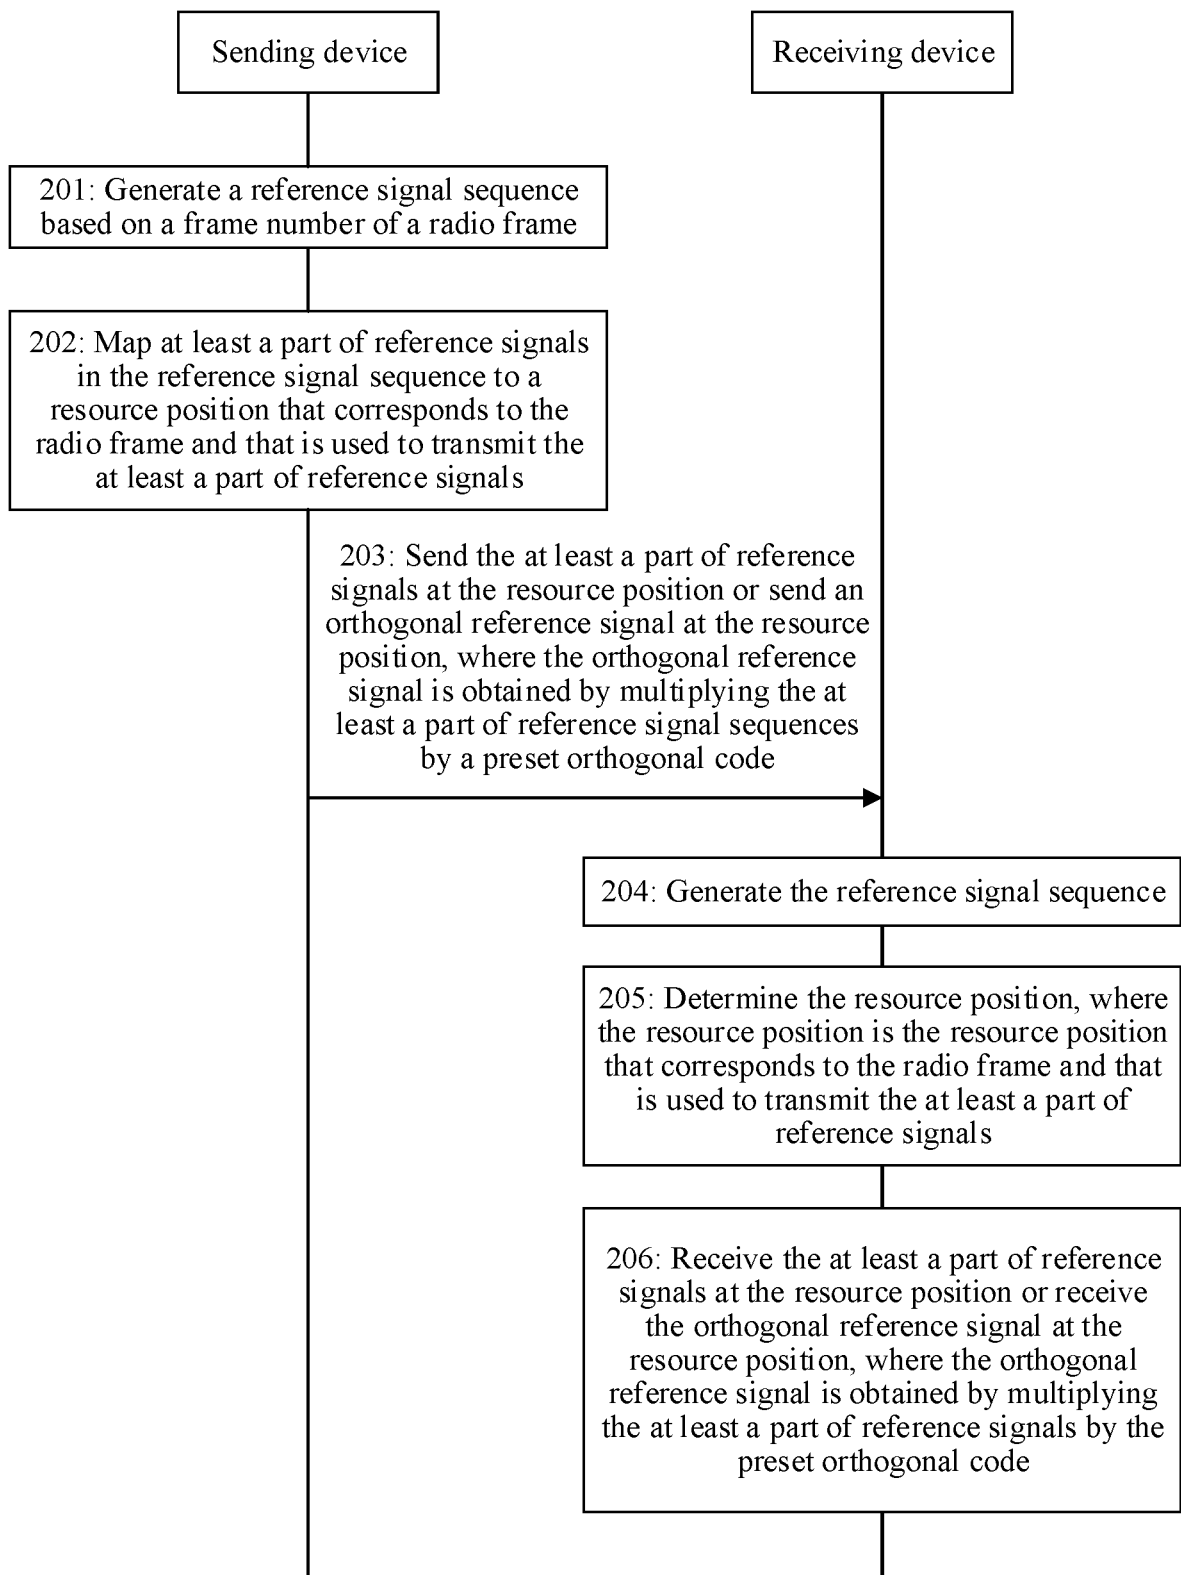 Sending device
Receiving device
201: Generate a reference signal sequence
based on a frame number of a radio frame
202: Map at least a part of reference signals
in the reference signal sequence to a
resource position that corresponds to the
radio frame and that is used to transmit the
at least a part of reference signals
203: Send the at least a part of reference
signals at the resource position or send an
orthogonal reference signal at the resource
position, where the orthogonal reference
signal is obtained by multiplying the at
least a part of reference signal sequences
by a preset orthogonal code
204: Generate the reference signal sequence
205: Determine the resource position, where
the resource position is the resource position
that corresponds to the radio frame and that
is used to transmit the at least a part of
reference signals
206: Receive the at least a part of reference
signals at the resource position or receive
the orthogonal reference signal at the
resource position, where the orthogonal
reference signal is obtained by multiplying
the at least a part of reference signals by the
preset orthogonal code